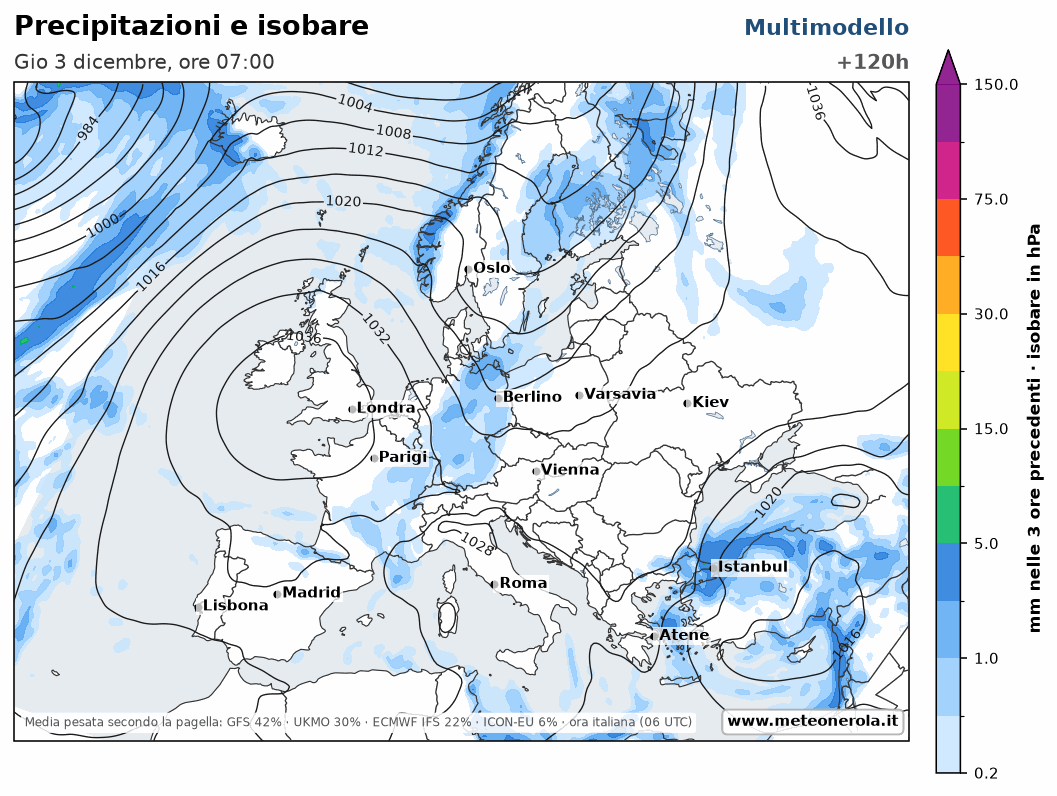 Precipitazioni e isobare
Multimodello
Gio 3 dicembre, ore 07:00
+120h
984
1004
1008
1012
1036
1000
1016
1020
Oslo
1032
1036
Londra
Berlino
Varsavia
Kiev
Parigi
Vienna
1020
1028
Istanbul
Roma
Madrid
Lisbona
Atene
1016
Media pesata secondo la pagella: GFS 42% · UKMO 30% · ECMWF IFS 22% · ICON-EU 6% · ora italiana (06 UTC)
www.meteonerola.it
150.0
75.0
30.0
15.0
5.0
1.0
0.2
mm nelle 3 ore precedenti · isobare in hPa